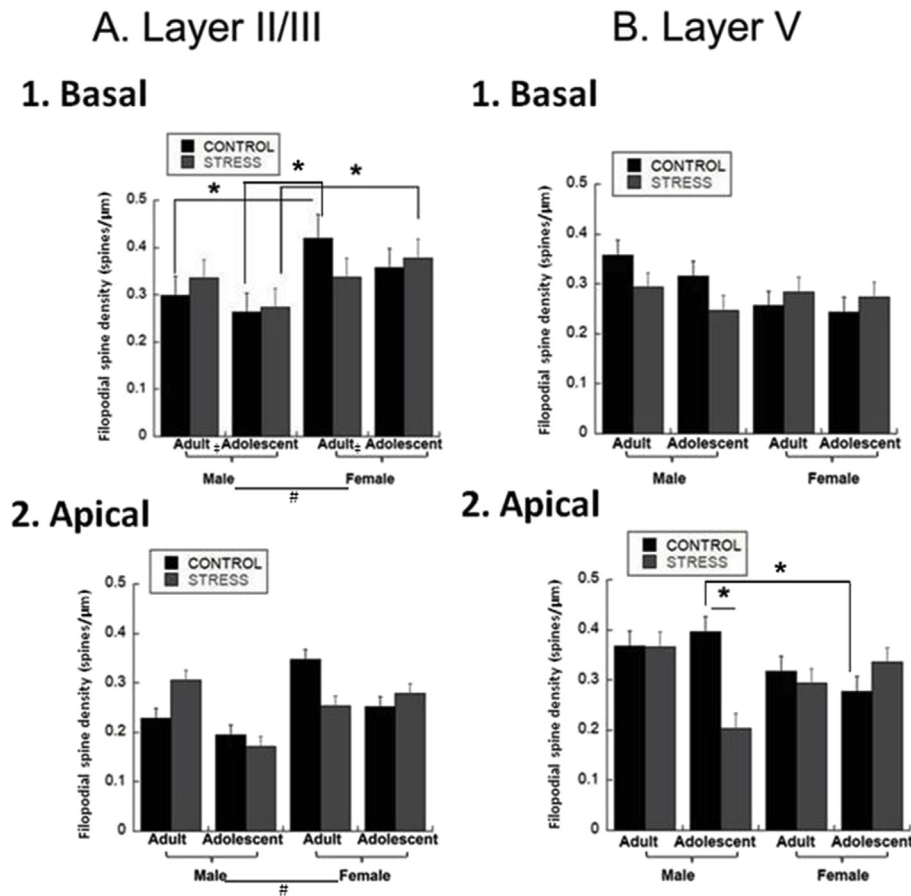 A. Layer II/III
1. Basal
CONTROL
STRESS
* * *
Filopodial spine density (spines/µm)
0.5
0.4
0.3
0.2
0.1
0
Adult ‡ Adolescent Adult ‡ Adolescent
Male Female
#
2. Apical
CONTROL
STRESS
Filopodial spine density (spines/µm)
0.5
0.4
0.3
0.2
0.1
0
Adult Adolescent Adult Adolescent
Male Female
#
B. Layer V
1. Basal
CONTROL
STRESS
Filopodial spine density (spines/µm)
0.5
0.4
0.3
0.2
0.1
0
Adult Adolescent Adult Adolescent
Male Female
2. Apical
CONTROL
STRESS
*
*
Filopodial spine density (spines/µm)
0.5
0.4
0.3
0.2
0.1
0
Adult Adolescent Adult Adolescent
Male Female